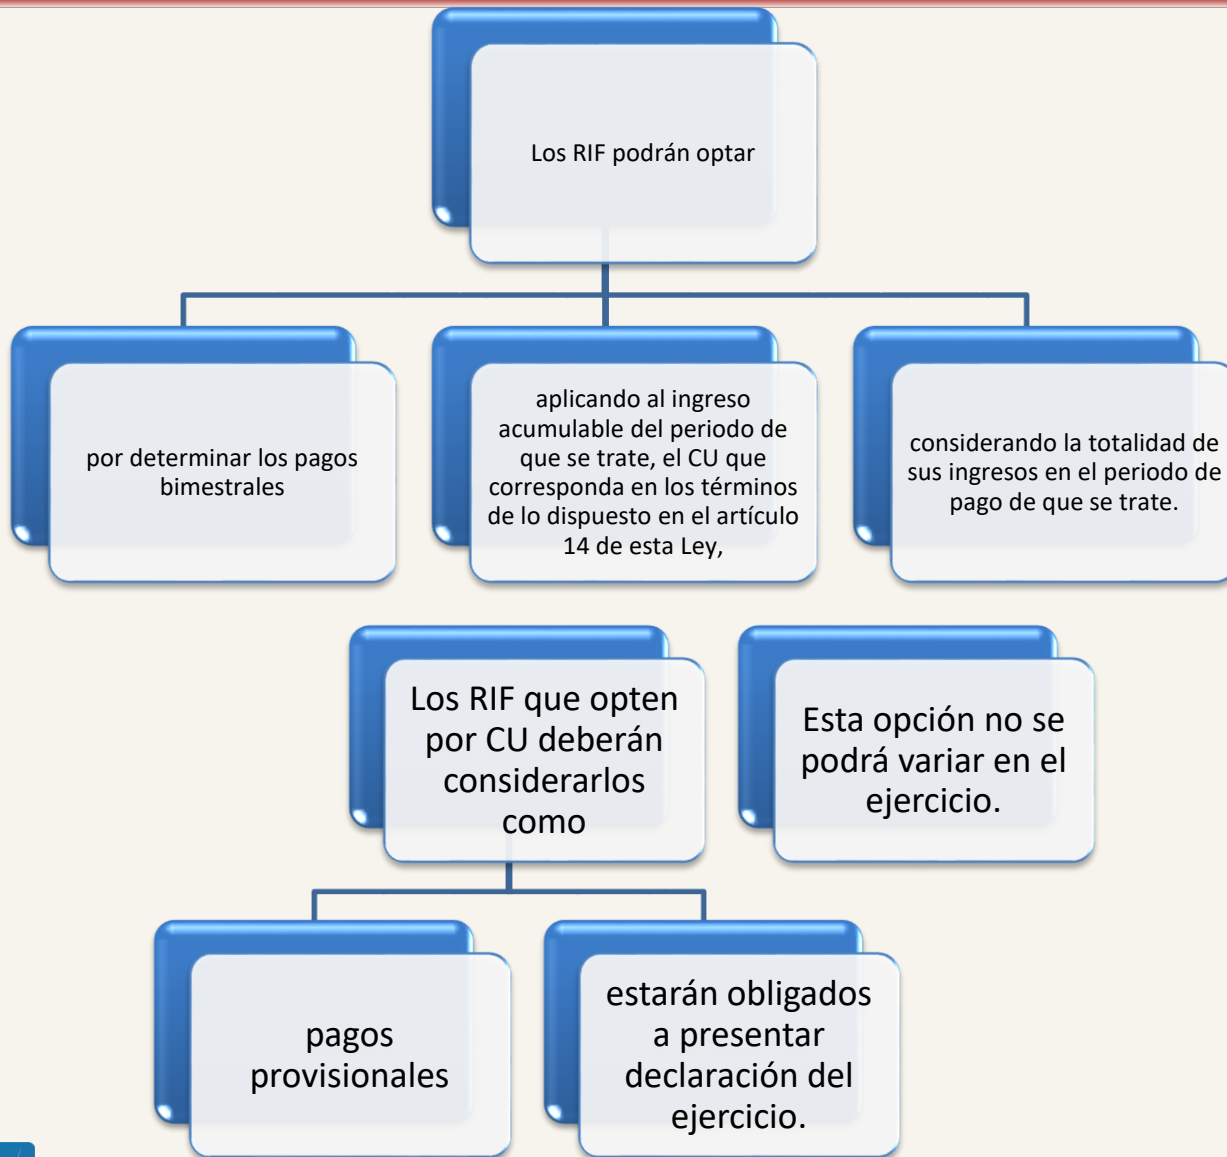 Los RIF podrán optar
por determinar los pagos
bimestrales
aplicando al ingreso
acumulable del periodo de
que se trate, el CU que
corresponda en los términos
de lo dispuesto en el artículo
14 de esta Ley,
considerando la totalidad de
sus ingresos en el periodo de
pago de que se trate.
Los RIF que opten
por CU deberán
considerarlos
como
Esta opción no se
podrá variar en el
ejercicio.
pagos
provisionales
estarán obligados
a presentar
declaración del
ejercicio.